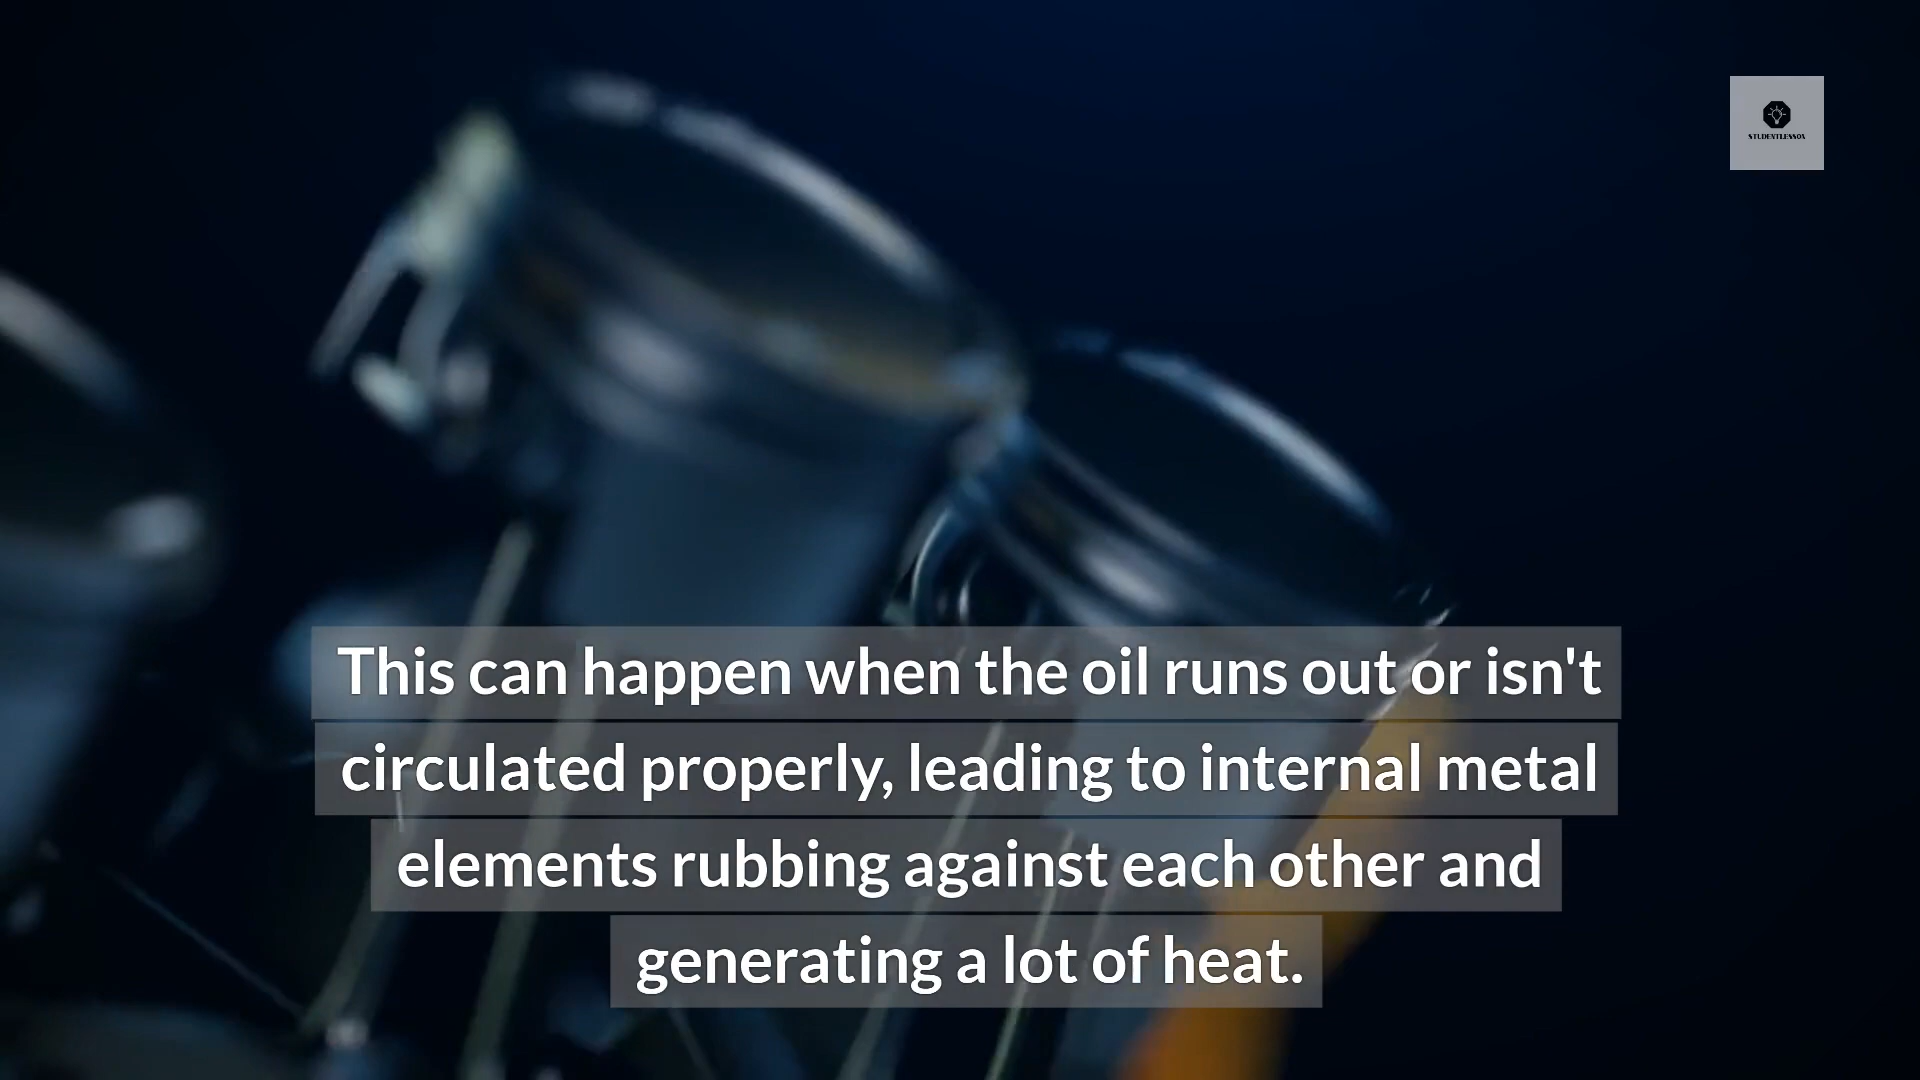 STUDENTLESSON
This can happen when the oil runs out or isn't
circulated properly, leading to internal metal
elements rubbing against each other and
generating a lot of heat.